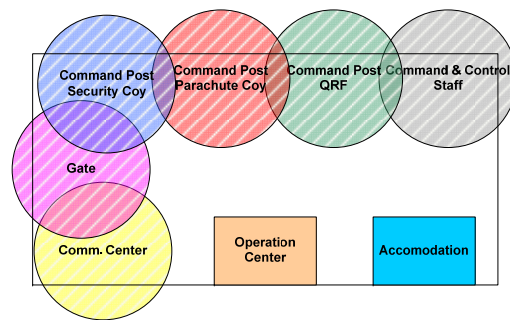 Command Post
Security Coy
Command Post
Parachute Coy
Command Post
QRF
Command & Control
Staff
Gate
Comm. Center
Operation
Center
Accomodation